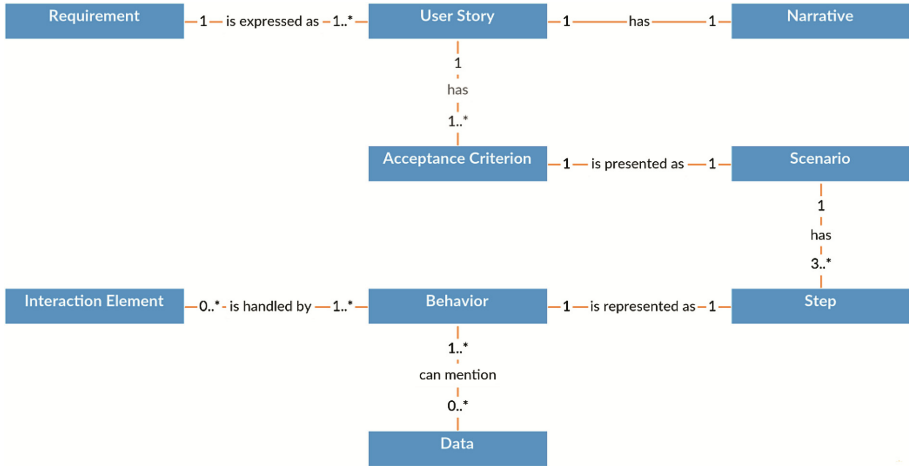 Requirement 1 is expressed as 1..* User Story 1 has 1 Narrative
1
has
1..*
Acceptance Criterion 1 is presented as 1 Scenario
1
has
3..*
Interaction Element 0..* is handled by 1..* Behavior 1 is represented as 1 Step
1..*
can mention
0..*
Data